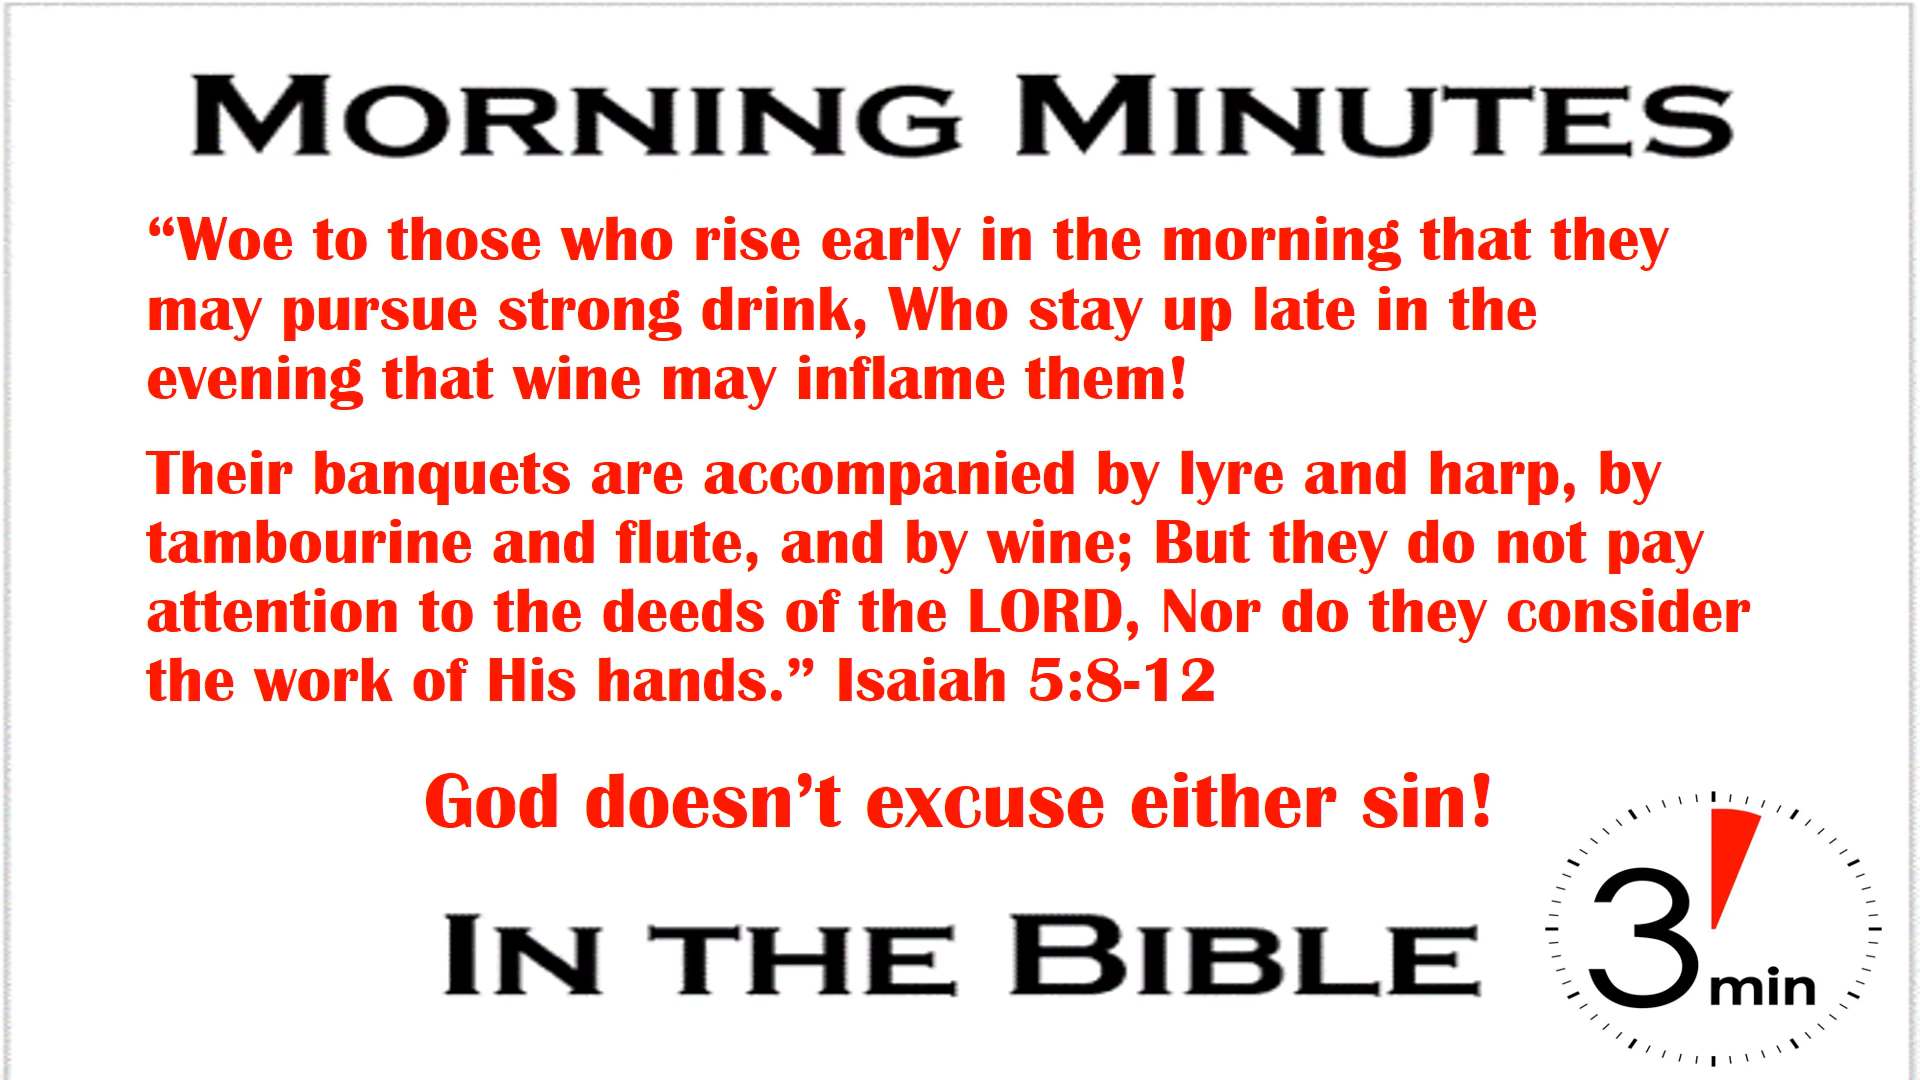 MORNING MINUTES
“Woe to those who rise early in the morning that they
may pursue strong drink, Who stay up late in the
evening that wine may inflame them!
Their banquets are accompanied by lyre and harp, by
tambourine and flute, and by wine; But they do not pay
attention to the deeds of the LORD, Nor do they consider
the work of His hands.” Isaiah 5:8-12
God doesn’t excuse either sin!
IN THE BIBLE
3 min